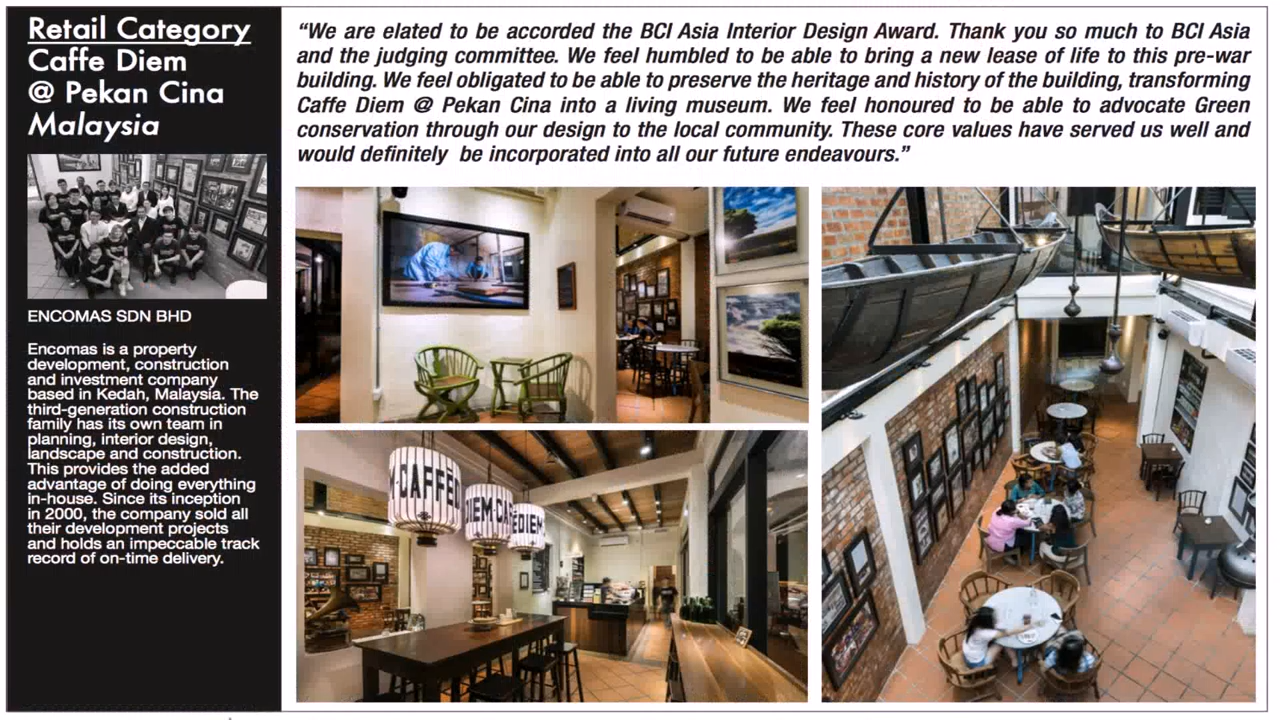 Retail Category
Caffe Diem
@ Pekan Cina
Malaysia
ENCOMAS SDN BHD
Encomas is a property
development, construction
and investment company
based in Kedah, Malaysia. The
third-generation construction
family has its own team in
planning, interior design,
landscape and construction.
This provides the added
advantage of doing everything
in-house. Since its inception
in 2000, the company sold all
their development projects
and holds an impeccable track
record of on-time delivery.
“We are elated to be accorded the BCI Asia Interior Design Award. Thank you so much to BCI Asia
and the judging committee. We feel humbled to be able to bring a new lease of life to this pre-war
building. We feel obligated to be able to preserve the heritage and history of the building, transforming
Caffe Diem @ Pekan Cina into a living museum. We feel honoured to be able to advocate Green
conservation through our design to the local community. These core values have served us well and
would definitely be incorporated into all our future endeavours.”
CAFFED
DIEM·CA
EDIEM